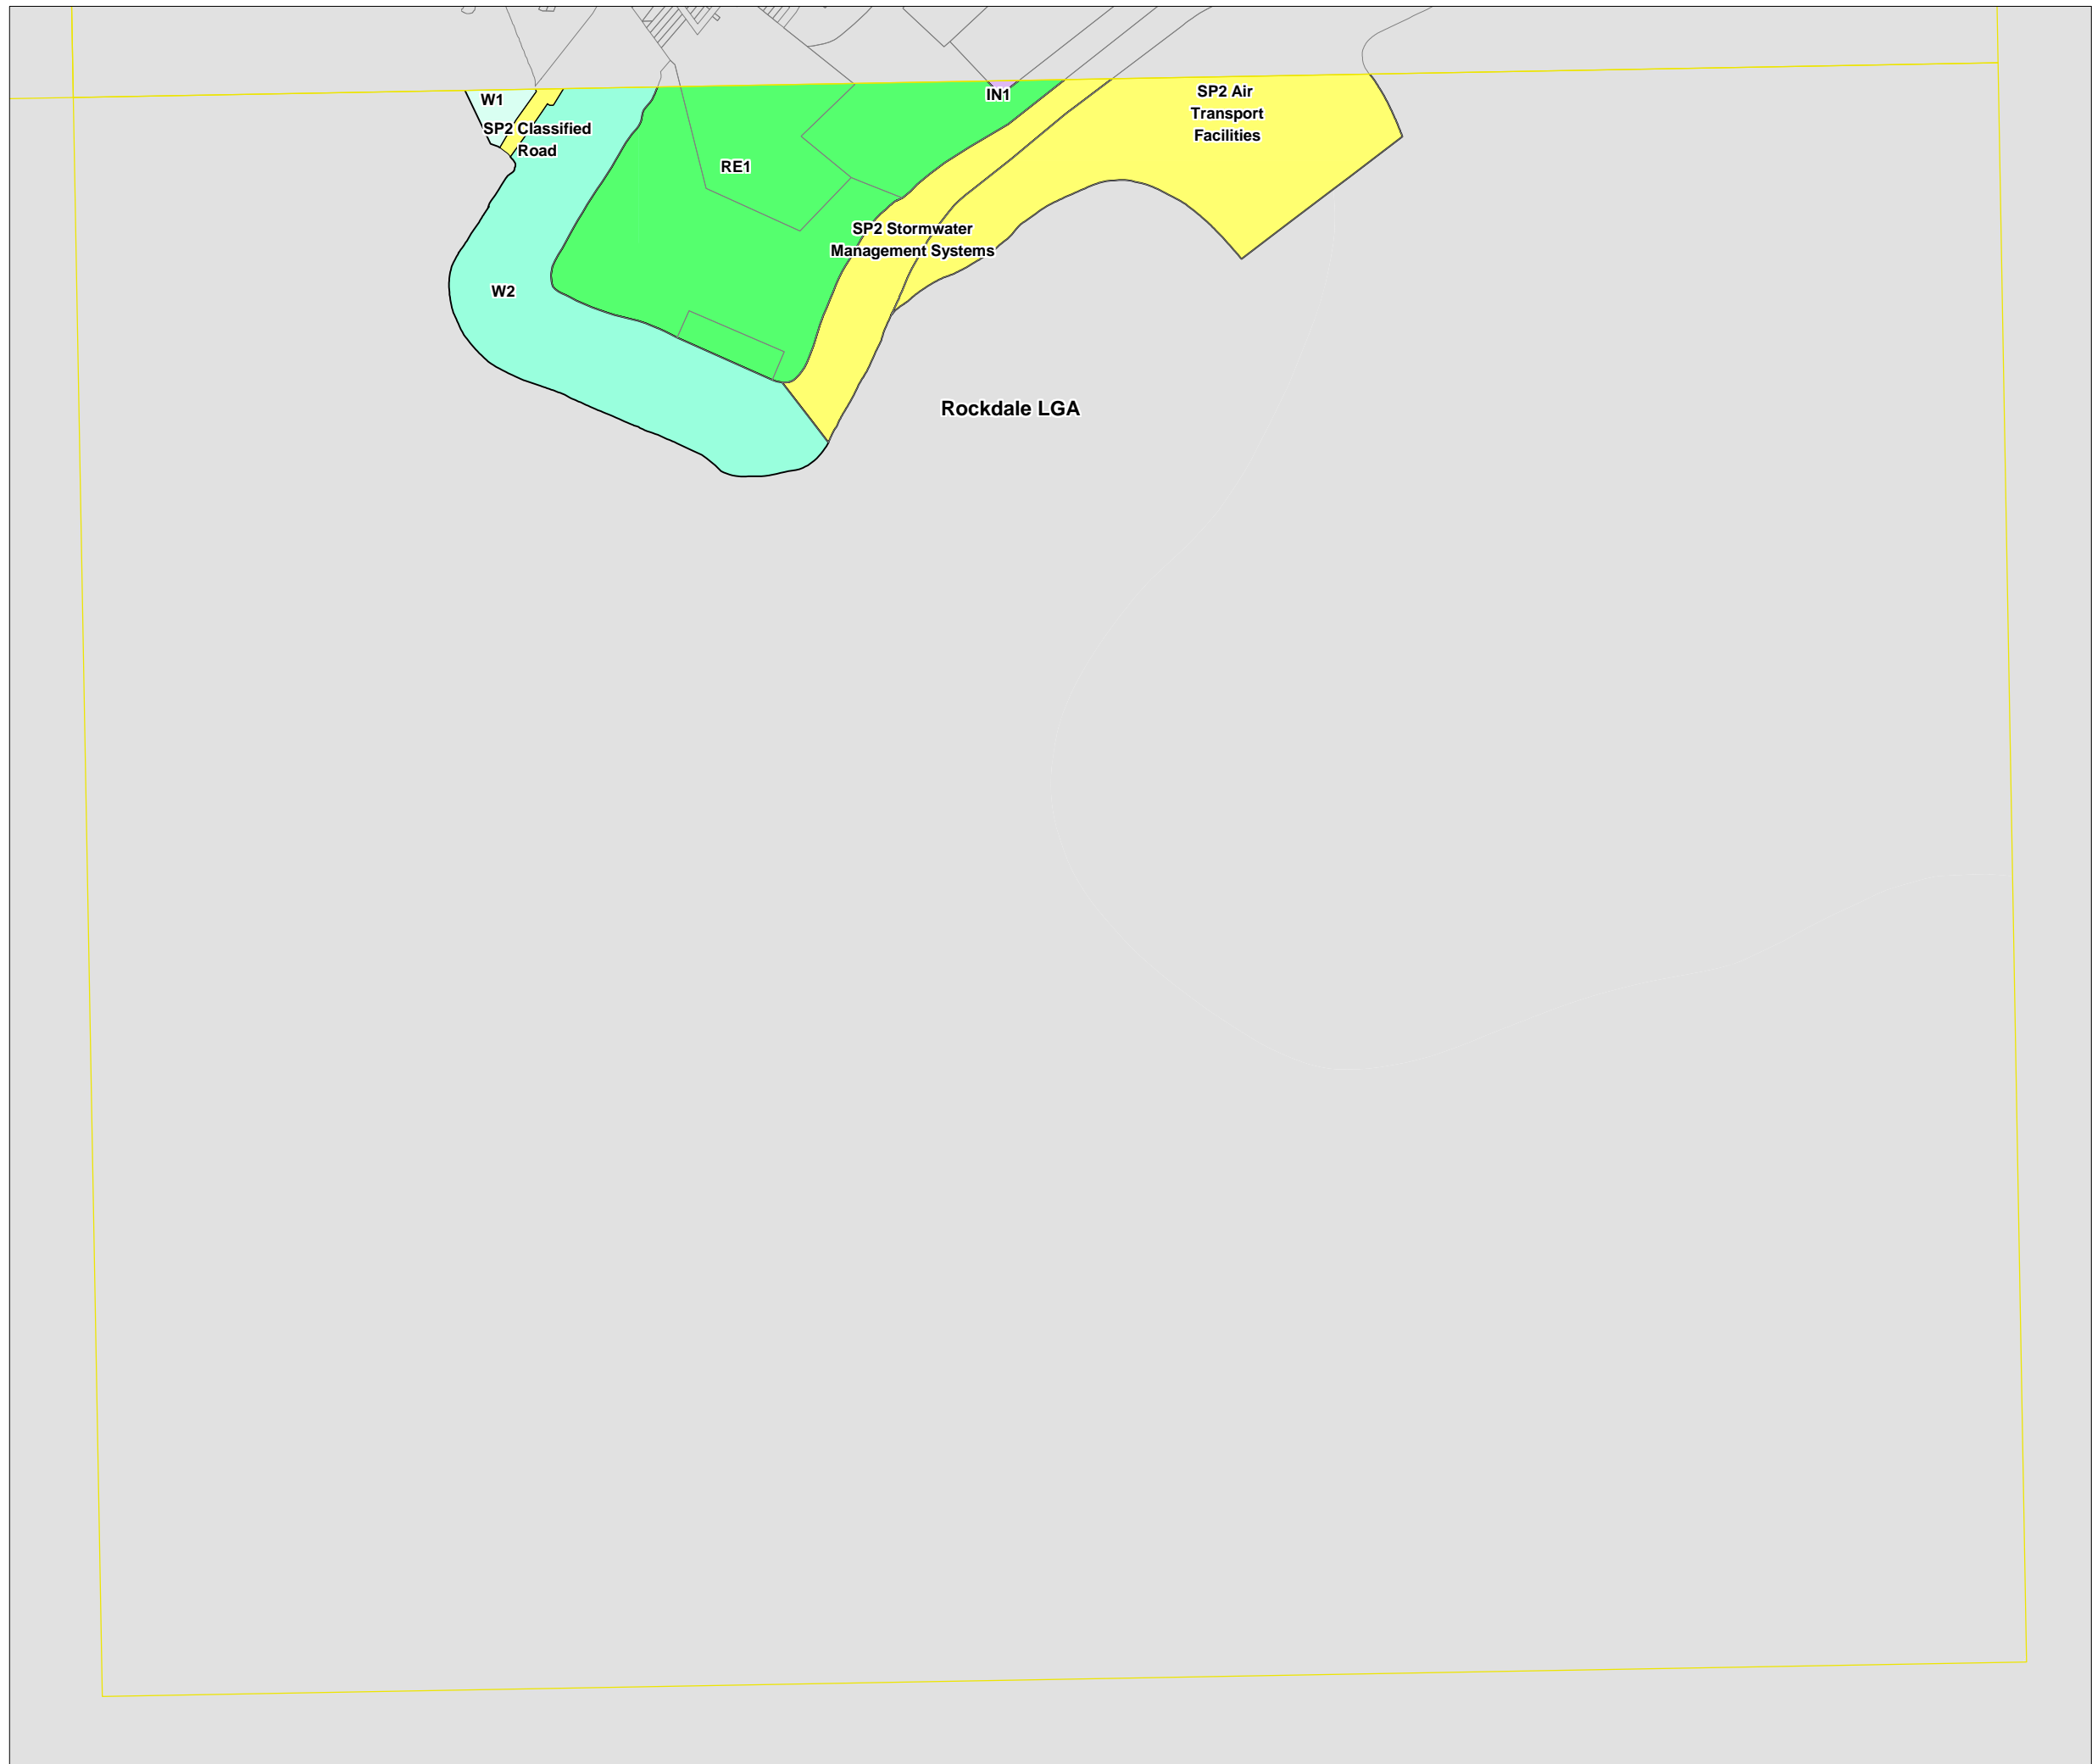 W1
SP2 Classified
Road
RE1
IN1
SP2 Air
Transport
Facilities
SP2 Stormwater
Management Systems
W2
Rockdale LGA